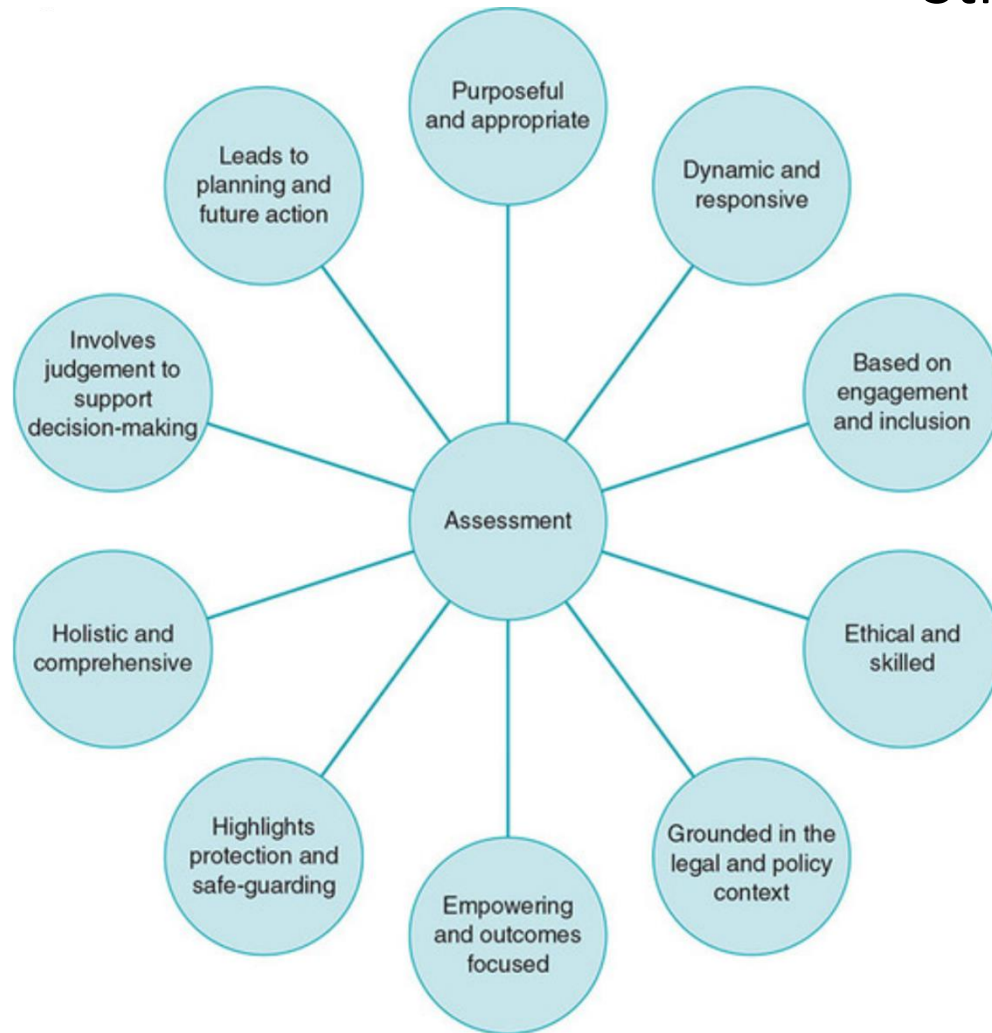 Purposeful
and appropriate
Dynamic and
responsive
Based on
engagement
and inclusion
Ethical and
skilled
Grounded in the
legal and policy
context
Empowering
and outcomes
focused
Highlights
protection and
safe-guarding
Holistic and
comprehensive
Involves
judgement to
support
decision-making
Leads to
planning and
future action
Assessment